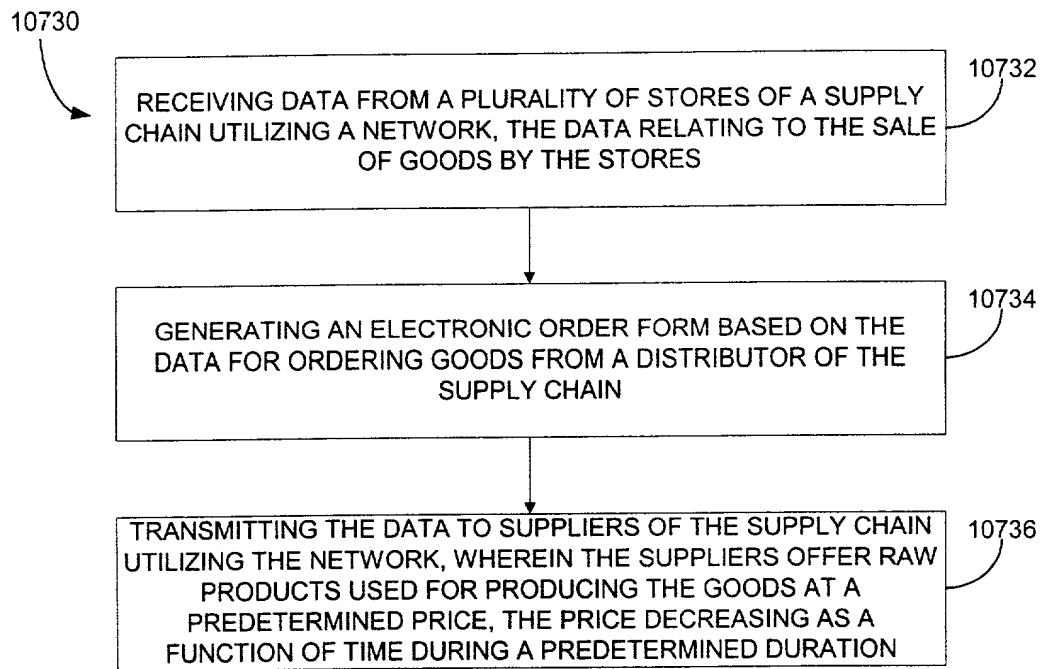 10730
10732
RECEIVING DATA FROM A PLURALITY OF STORES OF A SUPPLY
CHAIN UTILIZING A NETWORK, THE DATA RELATING TO THE SALE
OF GOODS BY THE STORES
10734
GENERATING AN ELECTRONIC ORDER FORM BASED ON THE
DATA FOR ORDERING GOODS FROM A DISTRIBUTOR OF THE
SUPPLY CHAIN
10736
TRANSMITTING THE DATA TO SUPPLIERS OF THE SUPPLY CHAIN
UTILIZING THE NETWORK, WHEREIN THE SUPPLIERS OFFER RAW
PRODUCTS USED FOR PRODUCING THE GOODS AT A
PREDETERMINED PRICE, THE PRICE DECREASING AS A
FUNCTION OF TIME DURING A PREDETERMINED DURATION